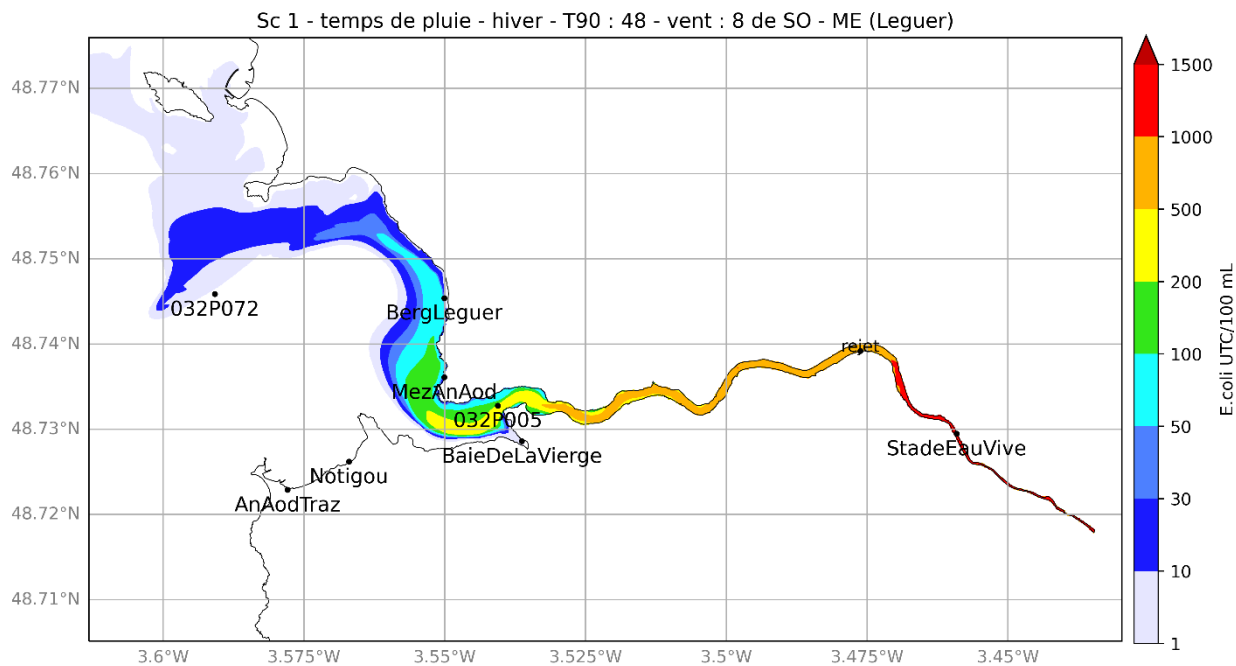 Sc 1 - temps de pluie - hiver - T90 : 48 - vent : 8 de SO - ME (Leguer)
48.77°N
48.76°N
48.75°N
48.74°N
48.73°N
48.72°N
48.71°N
032P072
BergLeguer
rejet
MezAnAod
032P005
StadeEauVive
BaieDeLaVierge
Notigou
AnAodTraz
3.6°W
3.575°W
3.55°W
3.525°W
3.5°W
3.475°W
3.45°W
1500
1000
500
200
100
50
30
10
1
E.coli UTC/100 mL